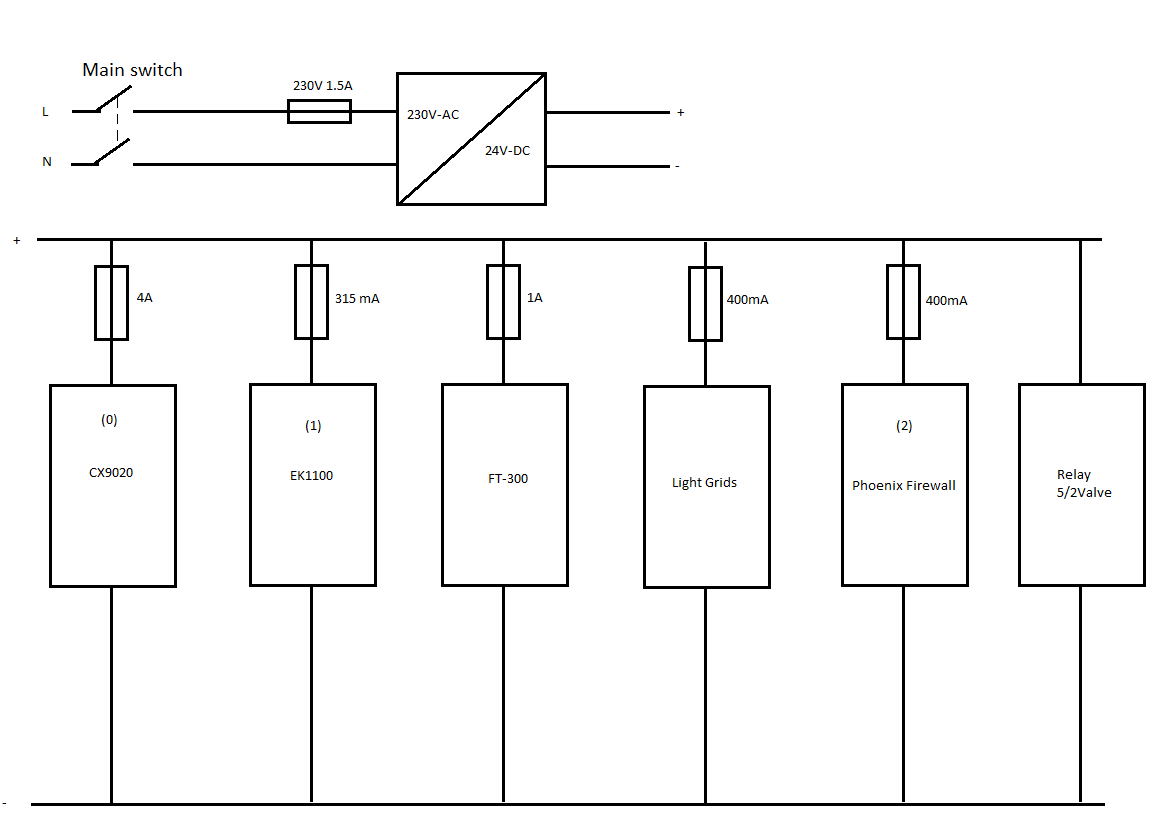 Main switch
230V 1.5A
L
230V-AC
+
24V-DC
N
-
+
4A
315 mA
1A
400mA
400mA
(0)
(1)
(2)
CX9020
EK1100
FT-300
Light Grids
Phoenix Firewall
Relay
5/2Valve
-